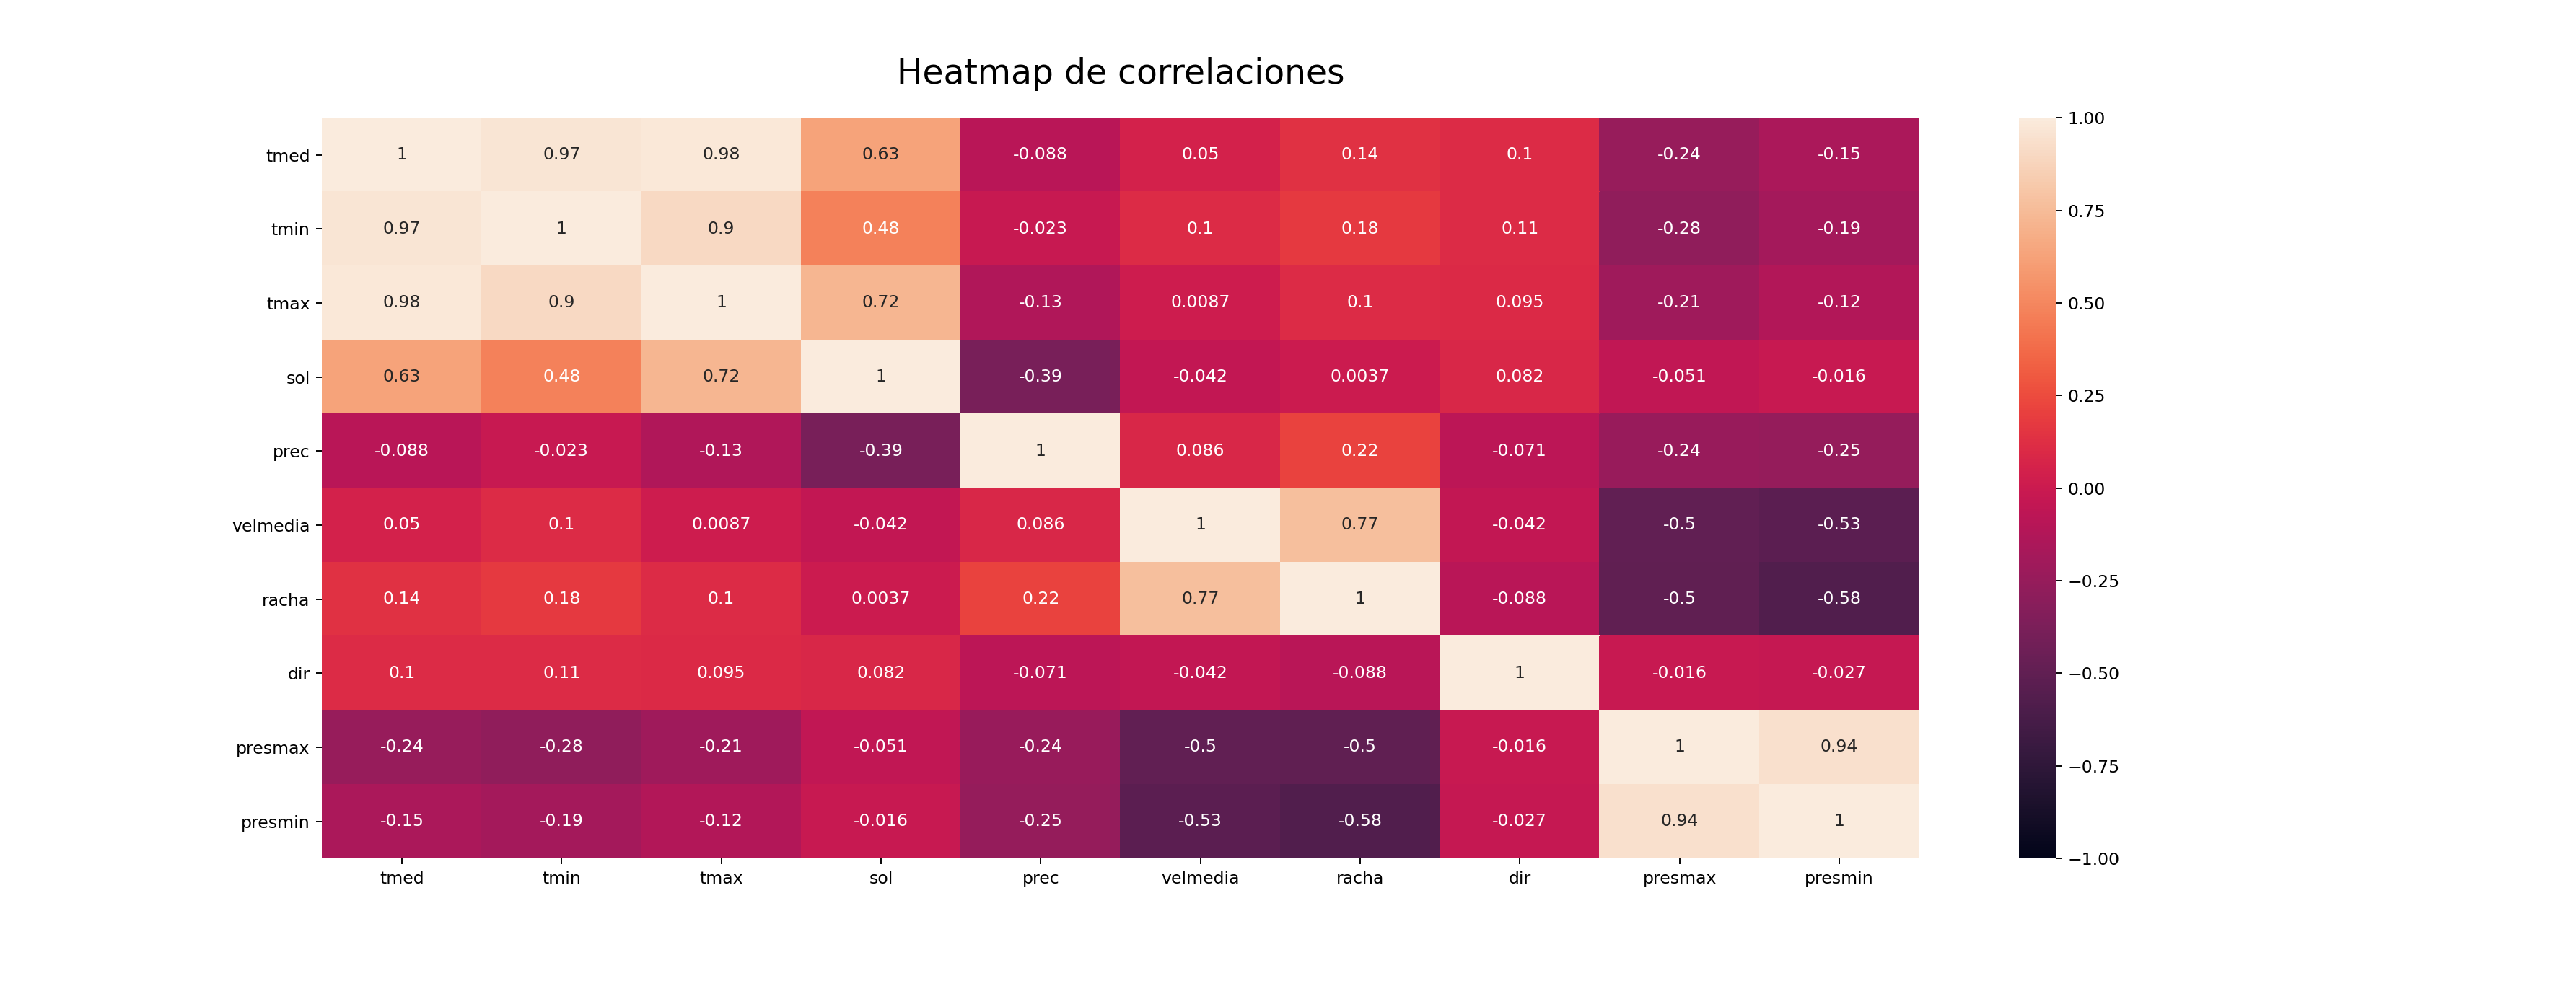 Heatmap de correlaciones
tmed 1 0.97 0.98 0.63 -0.088 0.05 0.14 0.1 -0.24 -0.15
tmin 0.97 1 0.9 0.48 -0.023 0.1 0.18 0.11 -0.28 -0.19
tmax 0.98 0.9 1 0.72 -0.13 0.0087 0.1 0.095 -0.21 -0.12
sol 0.63 0.48 0.72 1 -0.39 -0.042 0.0037 0.082 -0.051 -0.016
prec -0.088 -0.023 -0.13 -0.39 1 0.086 0.22 -0.071 -0.24 -0.25
velmedia 0.05 0.1 0.0087 -0.042 0.086 1 0.77 -0.042 -0.5 -0.53
racha 0.14 0.18 0.1 0.0037 0.22 0.77 1 -0.088 -0.5 -0.58
dir 0.1 0.11 0.095 0.082 -0.071 -0.042 -0.088 1 -0.016 -0.027
presmax -0.24 -0.28 -0.21 -0.051 -0.24 -0.5 -0.5 -0.016 1 0.94
presmin -0.15 -0.19 -0.12 -0.016 -0.25 -0.53 -0.58 -0.027 0.94 1
tmed tmin tmax sol prec velmedia racha dir presmax presmin
1.00
0.75
0.50
0.25
0.00
−0.25
−0.50
−0.75
−1.00